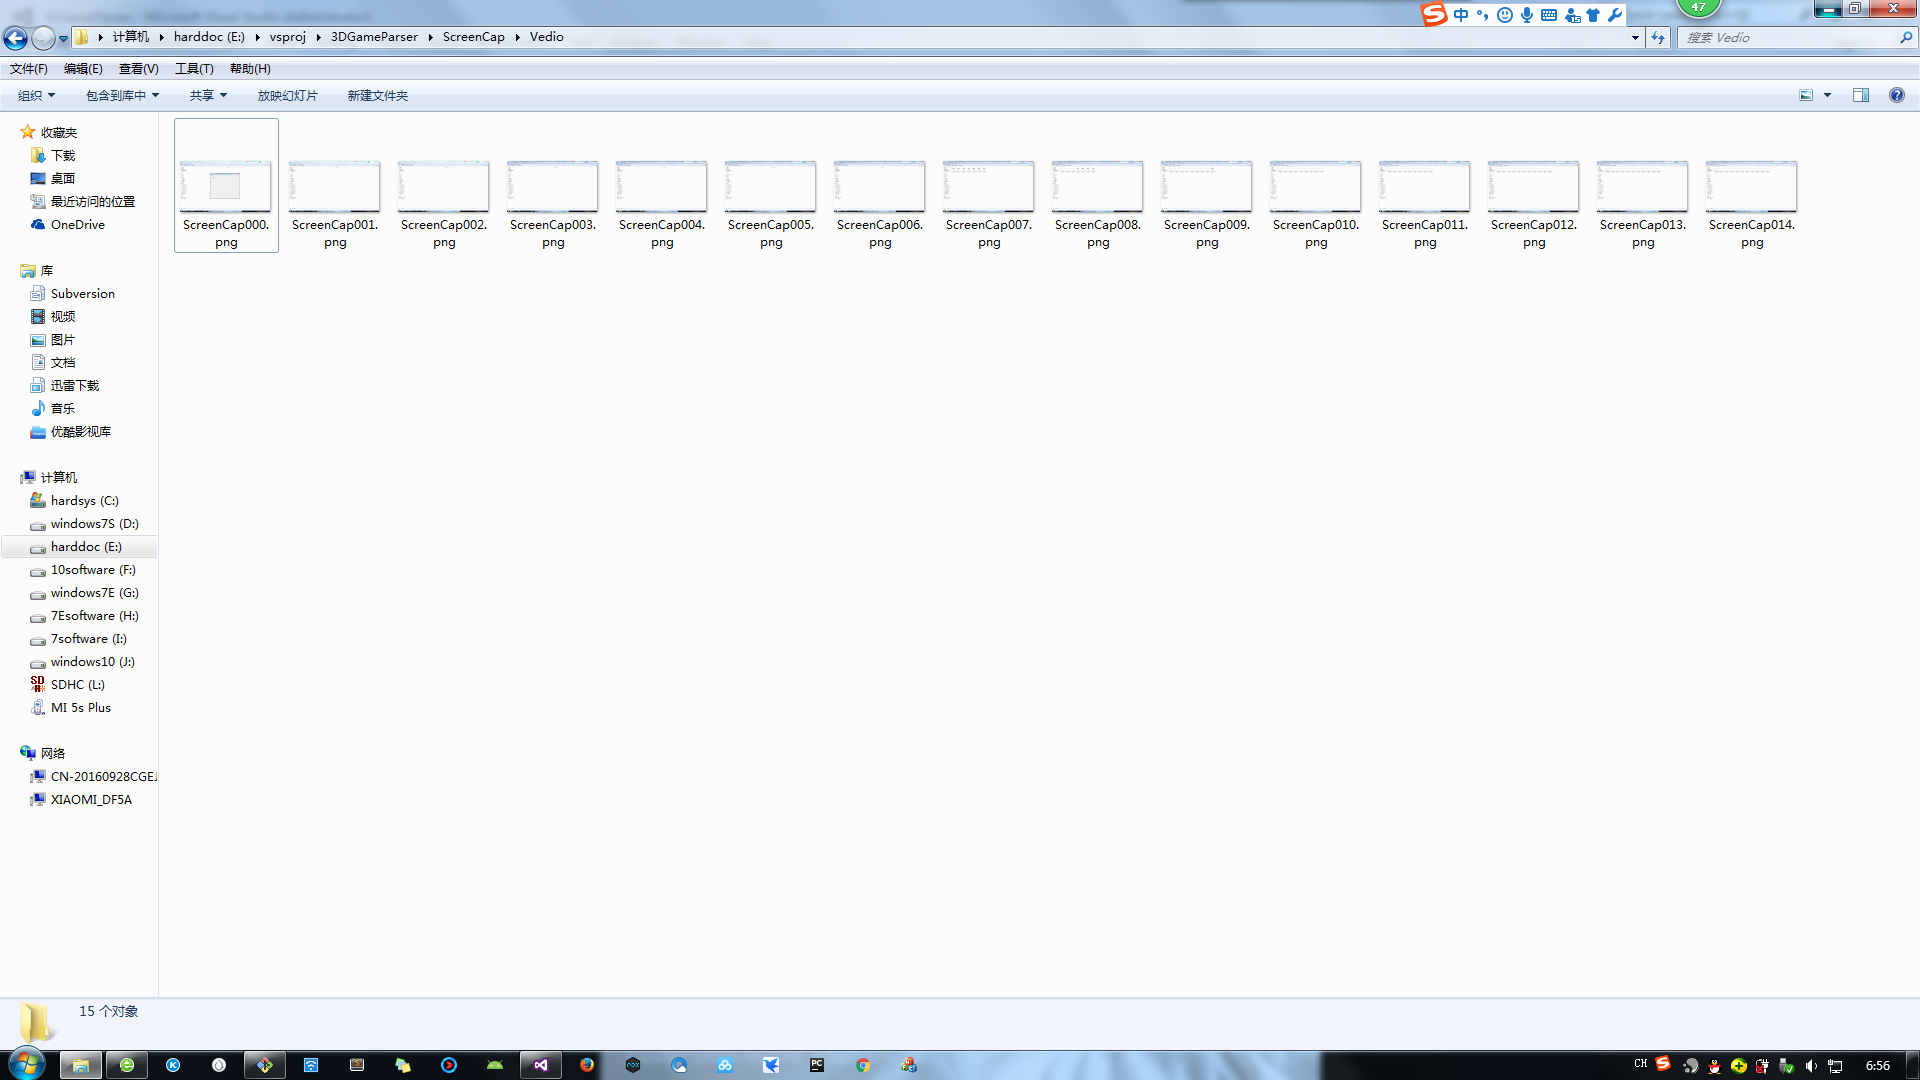 中
47
计算机 harddoc (E:) vsproj 3DGameParser ScreenCap Vedio
搜索 Vedio
文件(F) 编辑(E) 查看(V) 工具(T) 帮助(H)
组织 包含到库中 共享 放映幻灯片 新建文件夹
收藏夹
下载
桌面
最近访问的位置
OneDrive
库
Subversion
视频
图片
文档
迅雷下载
音乐
优酷影视库
计算机
hardsys (C:)
windows7S (D:)
harddoc (E:)
10software (F:)
windows7E (G:)
7Esoftware (H:)
7software (I:)
windows10 (J:)
SDHC (L:)
MI 5s Plus
网络
CN-20160928CGEJ
XIAOMI_DF5A
ScreenCap000.png
ScreenCap001.png
ScreenCap002.png
ScreenCap003.png
ScreenCap004.png
ScreenCap005.png
ScreenCap006.png
ScreenCap007.png
ScreenCap008.png
ScreenCap009.png
ScreenCap010.png
ScreenCap011.png
ScreenCap012.png
ScreenCap013.png
ScreenCap014.png
15 个对象
CH
6:56